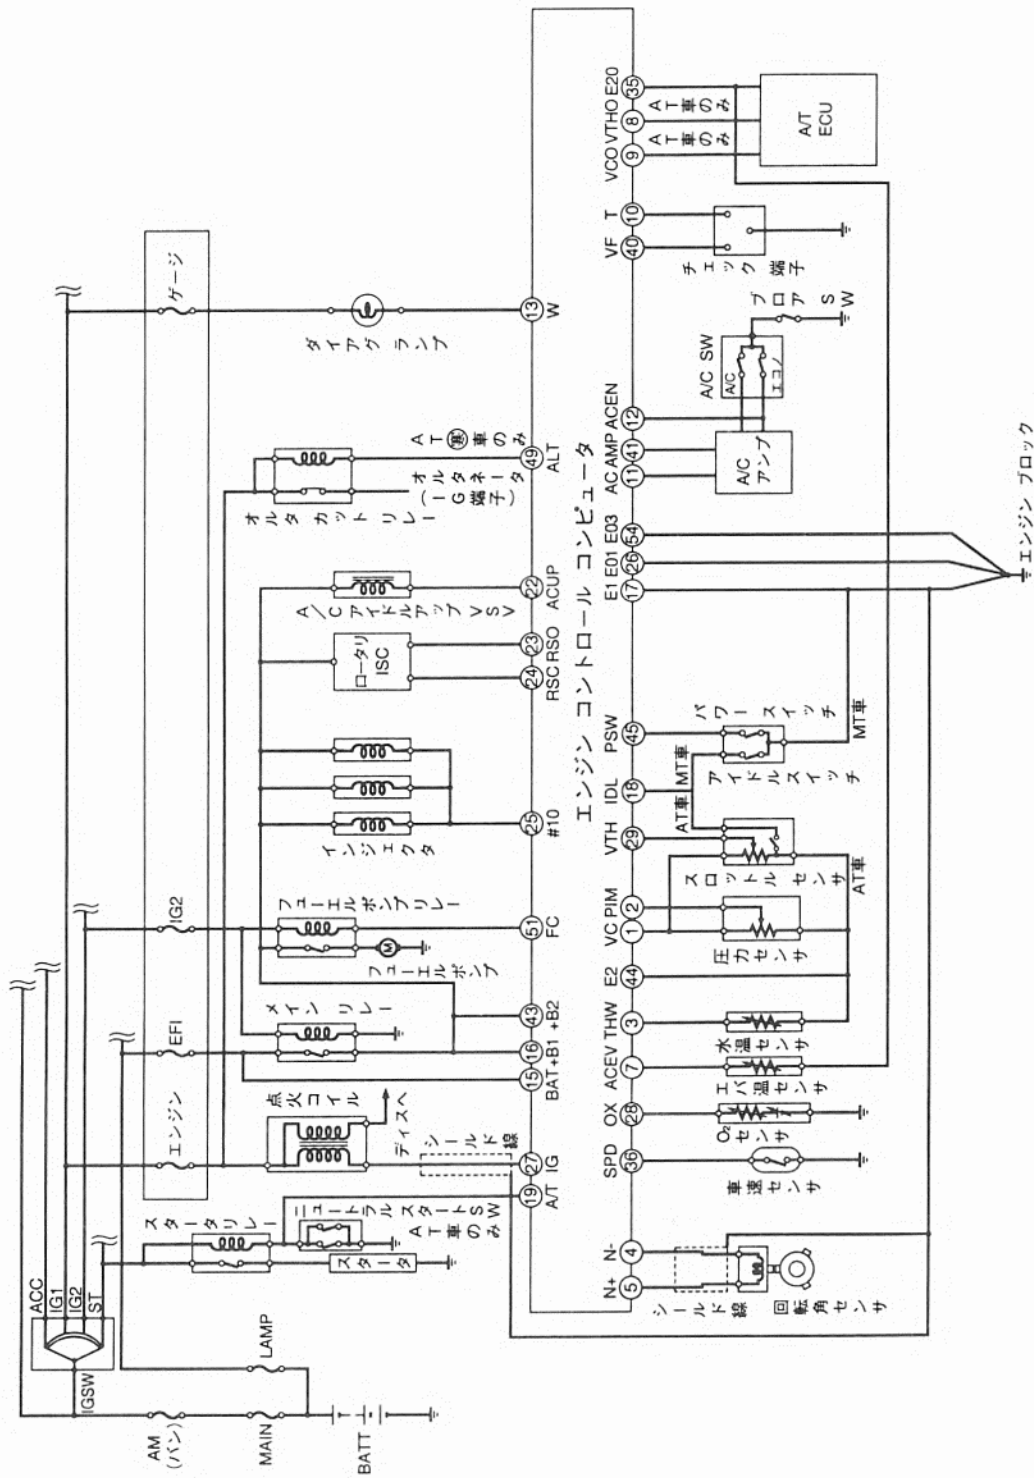 ACC
IG1
IG2
ST
IGSW
AM
(バン)
MAIN
LAMP
BATT
エンジン
EFI
IG2
ゲージ
スタータリレー
スタータ
ニュートラルスタートSW
AT車のみ
点火コイル
ディスへ
シールド線
メインリレー
フューエルポンプリレー
M
フューエルポンプ
インジェクタ
ロータリ
ISC
A/CアイドルアップVSV
オルタカットリレー
オルタネータ
(IG端子)
AT寒車のみ
ダイアグランプ
19 A/T
27 IG
15 BAT
16 +B1
43 +B2
51 FC
25 #10
24 RSC
23 RSO
22 ACUP
49 ALT
13 W
エンジン コントロール コンピュータ
N+ 5
N- 4
SPD 36
OX 28
ACEV 7
THW 3
E2 44
VC 1
PIM 2
VTH 29
IDL 18
PSW 45
E1 17
E01 26
E03 54
AC 11
AMP 41
ACEN 12
VF 40
T 10
VCO 9
VTHO 8
E20 35
AT車のみ
AT車のみ
シールド線
回転角センサ
車速センサ
O2センサ
エバ温センサ
水温センサ
圧力センサ
スロットル センサ
AT車
AT車
MT車
パワー スイッチ
アイドルスイッチ
MT車
エンジン ブロック
A/C
アンプ
A/C SW
A/C
エコノ
ブロア SW
チェック 端子
A/T
ECU